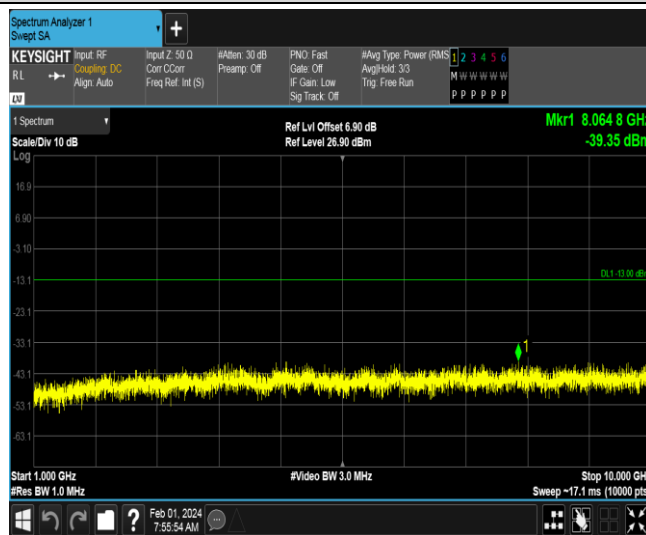 Spectrum Analyzer 1
Swept SA
KEYSIGHT
RL
LXI
Input: RF
Coupling: DC
Align: Auto
Input Z: 50 Ω
Corr CCorr
Freq Ref: Int (S)
#Atten: 30 dB
Preamp: Off
PNO: Fast
Gate: Off
IF Gain: Low
Sig Track: Off
#Avg Type: Power (RMS
Avg|Hold: 3/3
Trig: Free Run
1 2 3 4 5 6
M W W W W W
P P P P P P
1 Spectrum
Scale/Div 10 dB
Log
Ref Lvl Offset 6.90 dB
Ref Level 26.90 dBm
Mkr1 8.064 8 GHz
-39.35 dBm
16.9
6.90
-3.10
-13.1
DL1 -13.00 dBm
-23.1
-33.1
1
-43.1
-53.1
-63.1
Start 1.000 GHz
#Res BW 1.0 MHz
#Video BW 3.0 MHz
Stop 10.000 GHz
Sweep ~17.1 ms (10000 pts
Feb 01, 2024
7:55:54 AM